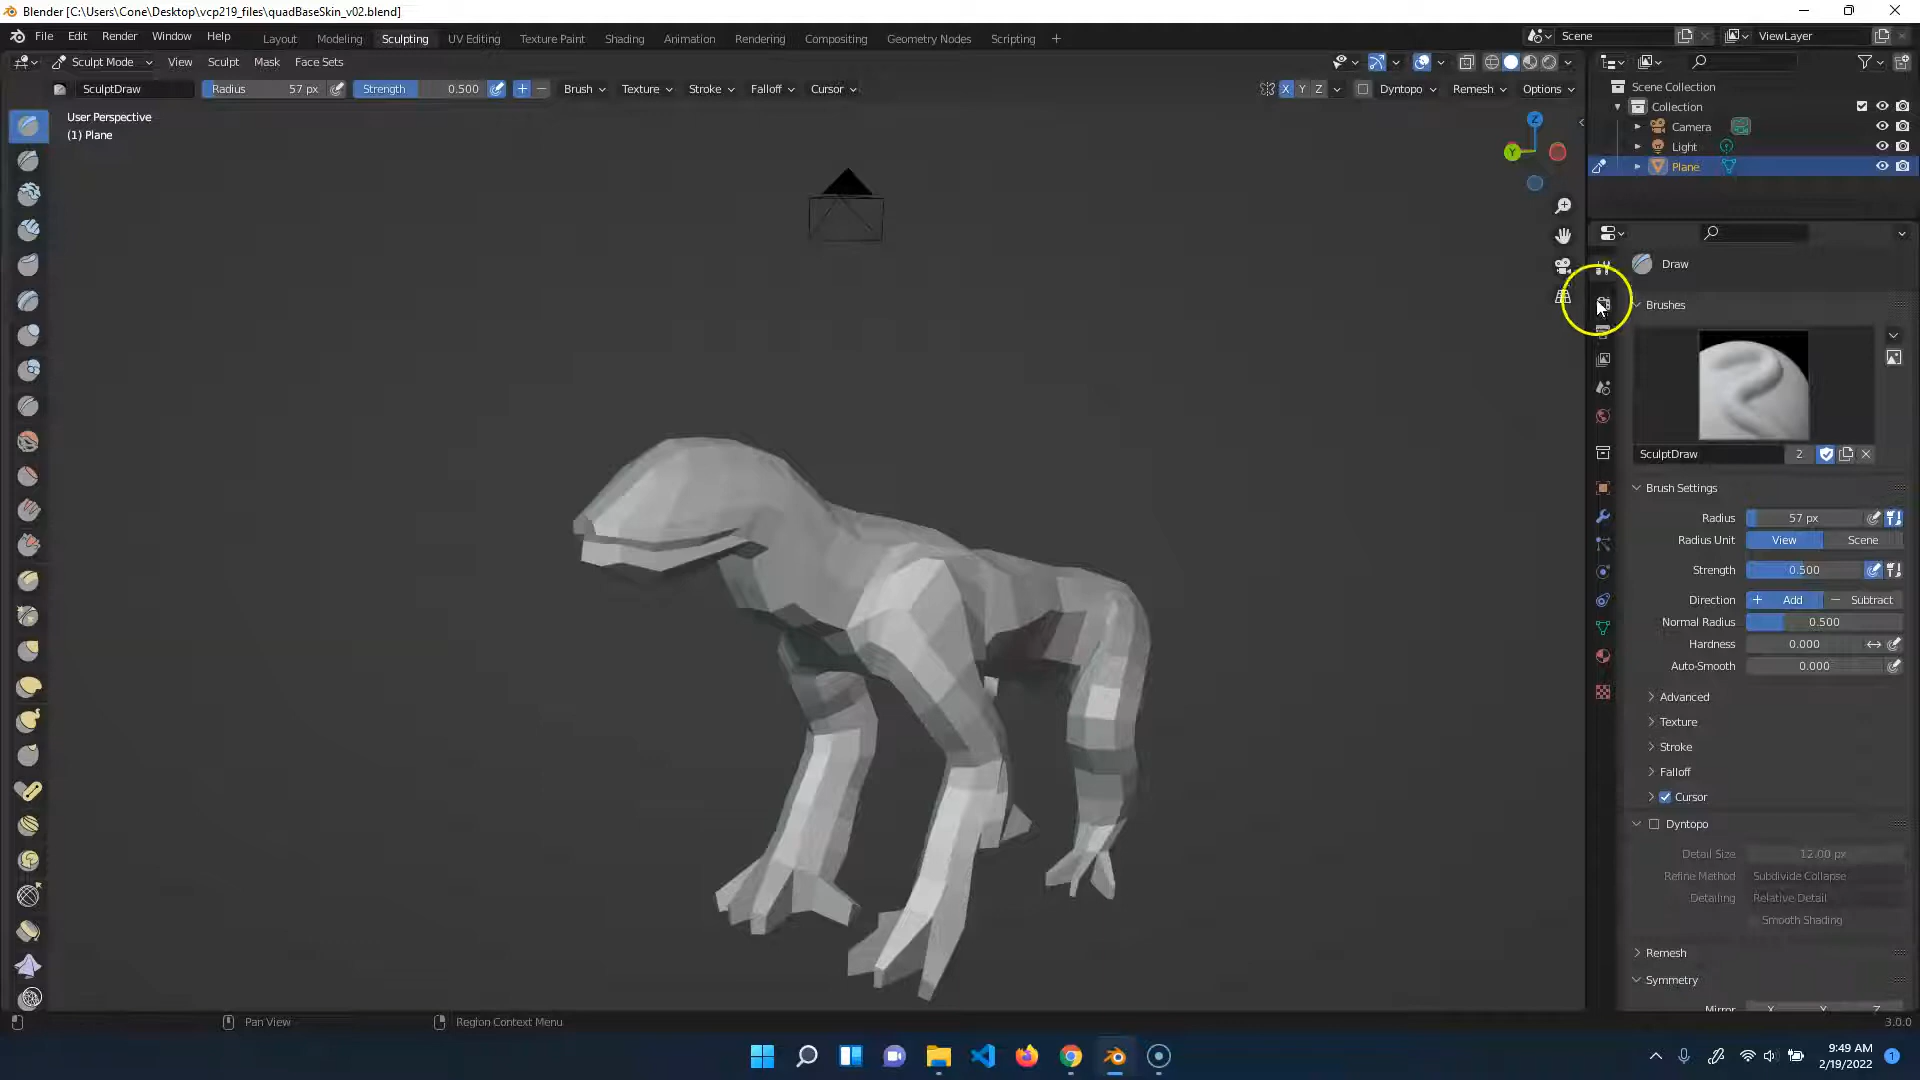 Blender [C:\Users\Cone\Desktop\vcp219_files\quadBaseSkin_v02.blend]
File Edit Render Window Help Layout Modeling Sculpting UV Editing Texture Paint Shading Animation Rendering Compositing Geometry Nodes Scripting + Scene ViewLayer
Sculpt Mode View Sculpt Mask Face Sets
SculptDraw Radius 57 px Strength 0.500 Brush Texture Stroke Falloff Cursor X Y Z Dyntopo Remesh Options
User Perspective
(1) Plane
Z
Y
Scene Collection
Collection
Camera
Light
Plane
Draw
Brushes
SculptDraw 2
Brush Settings
Radius 57 px
Radius Unit View Scene
Strength 0.500
Direction + Add − Subtract
Normal Radius 0.500
Hardness 0.000
Auto-Smooth 0.000
Advanced
Texture
Stroke
Falloff
Cursor
Dyntopo
Detail Size 12.00 px
Refine Method Subdivide Collapse
Detailing Relative Detail
Smooth Shading
Remesh
Symmetry
Mirror X Y Z
Pan View Region Context Menu 3.0.0
9:49 AM
2/19/2022
1